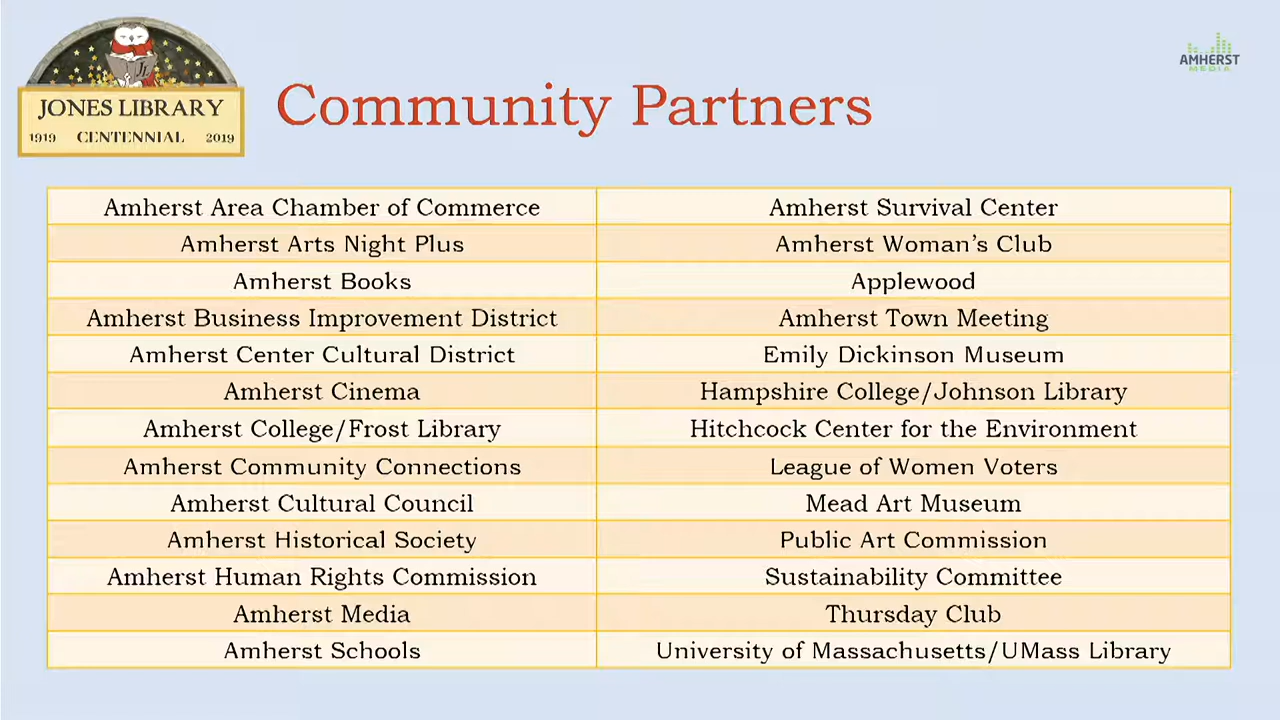 JONES LIBRARY
1919 CENTENNIAL 2019
Community Partners
AMHERST
MEDIA
Amherst Area Chamber of Commerce
Amherst Survival Center
Amherst Arts Night Plus
Amherst Woman's Club
Amherst Books
Applewood
Amherst Business Improvement District
Amherst Town Meeting
Amherst Center Cultural District
Emily Dickinson Museum
Amherst Cinema
Hampshire College/Johnson Library
Amherst College/Frost Library
Hitchcock Center for the Environment
Amherst Community Connections
League of Women Voters
Amherst Cultural Council
Mead Art Museum
Amherst Historical Society
Public Art Commission
Amherst Human Rights Commission
Sustainability Committee
Amherst Media
Thursday Club
Amherst Schools
University of Massachusetts/UMass Library